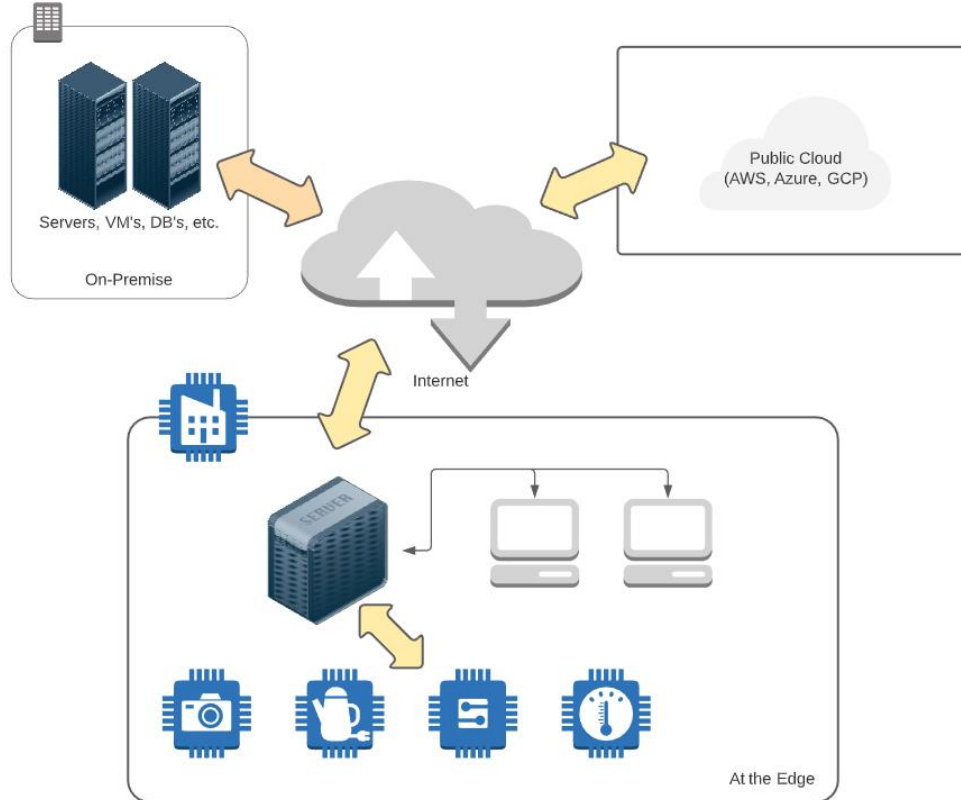 Servers, VM's, DB's, etc.
On-Premise
Public Cloud
(AWS, Azure, GCP)
Internet
SERVER
At the Edge